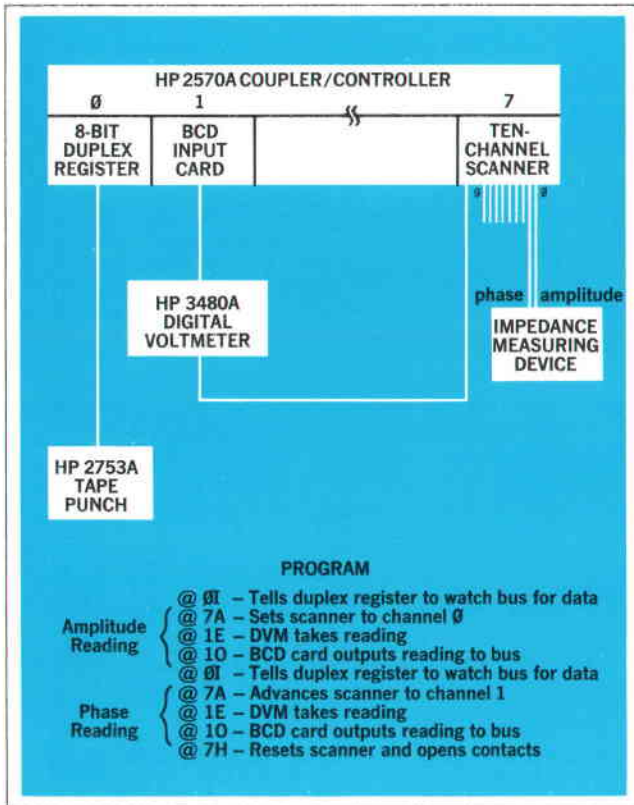 HP 2570A COUPLER/CONTROLLER
Ø 1 7
8-BIT
DUPLEX
REGISTER
BCD
INPUT
CARD
TEN-
CHANNEL
SCANNER
9 Ø
phase amplitude
HP 3480A
DIGITAL
VOLTMETER
IMPEDANCE
MEASURING
DEVICE
HP 2753A
TAPE
PUNCH
PROGRAM
@ ØI – Tells duplex register to watch bus for data
Amplitude
Reading
@ 7A – Sets scanner to channel Ø
@ 1E – DVM takes reading
@ 1O – BCD card outputs reading to bus
@ ØI – Tells duplex register to watch bus for data
Phase
Reading
@ 7A – Advances scanner to channel 1
@ 1E – DVM takes reading
@ 1O – BCD card outputs reading to bus
@ 7H – Resets scanner and opens contacts